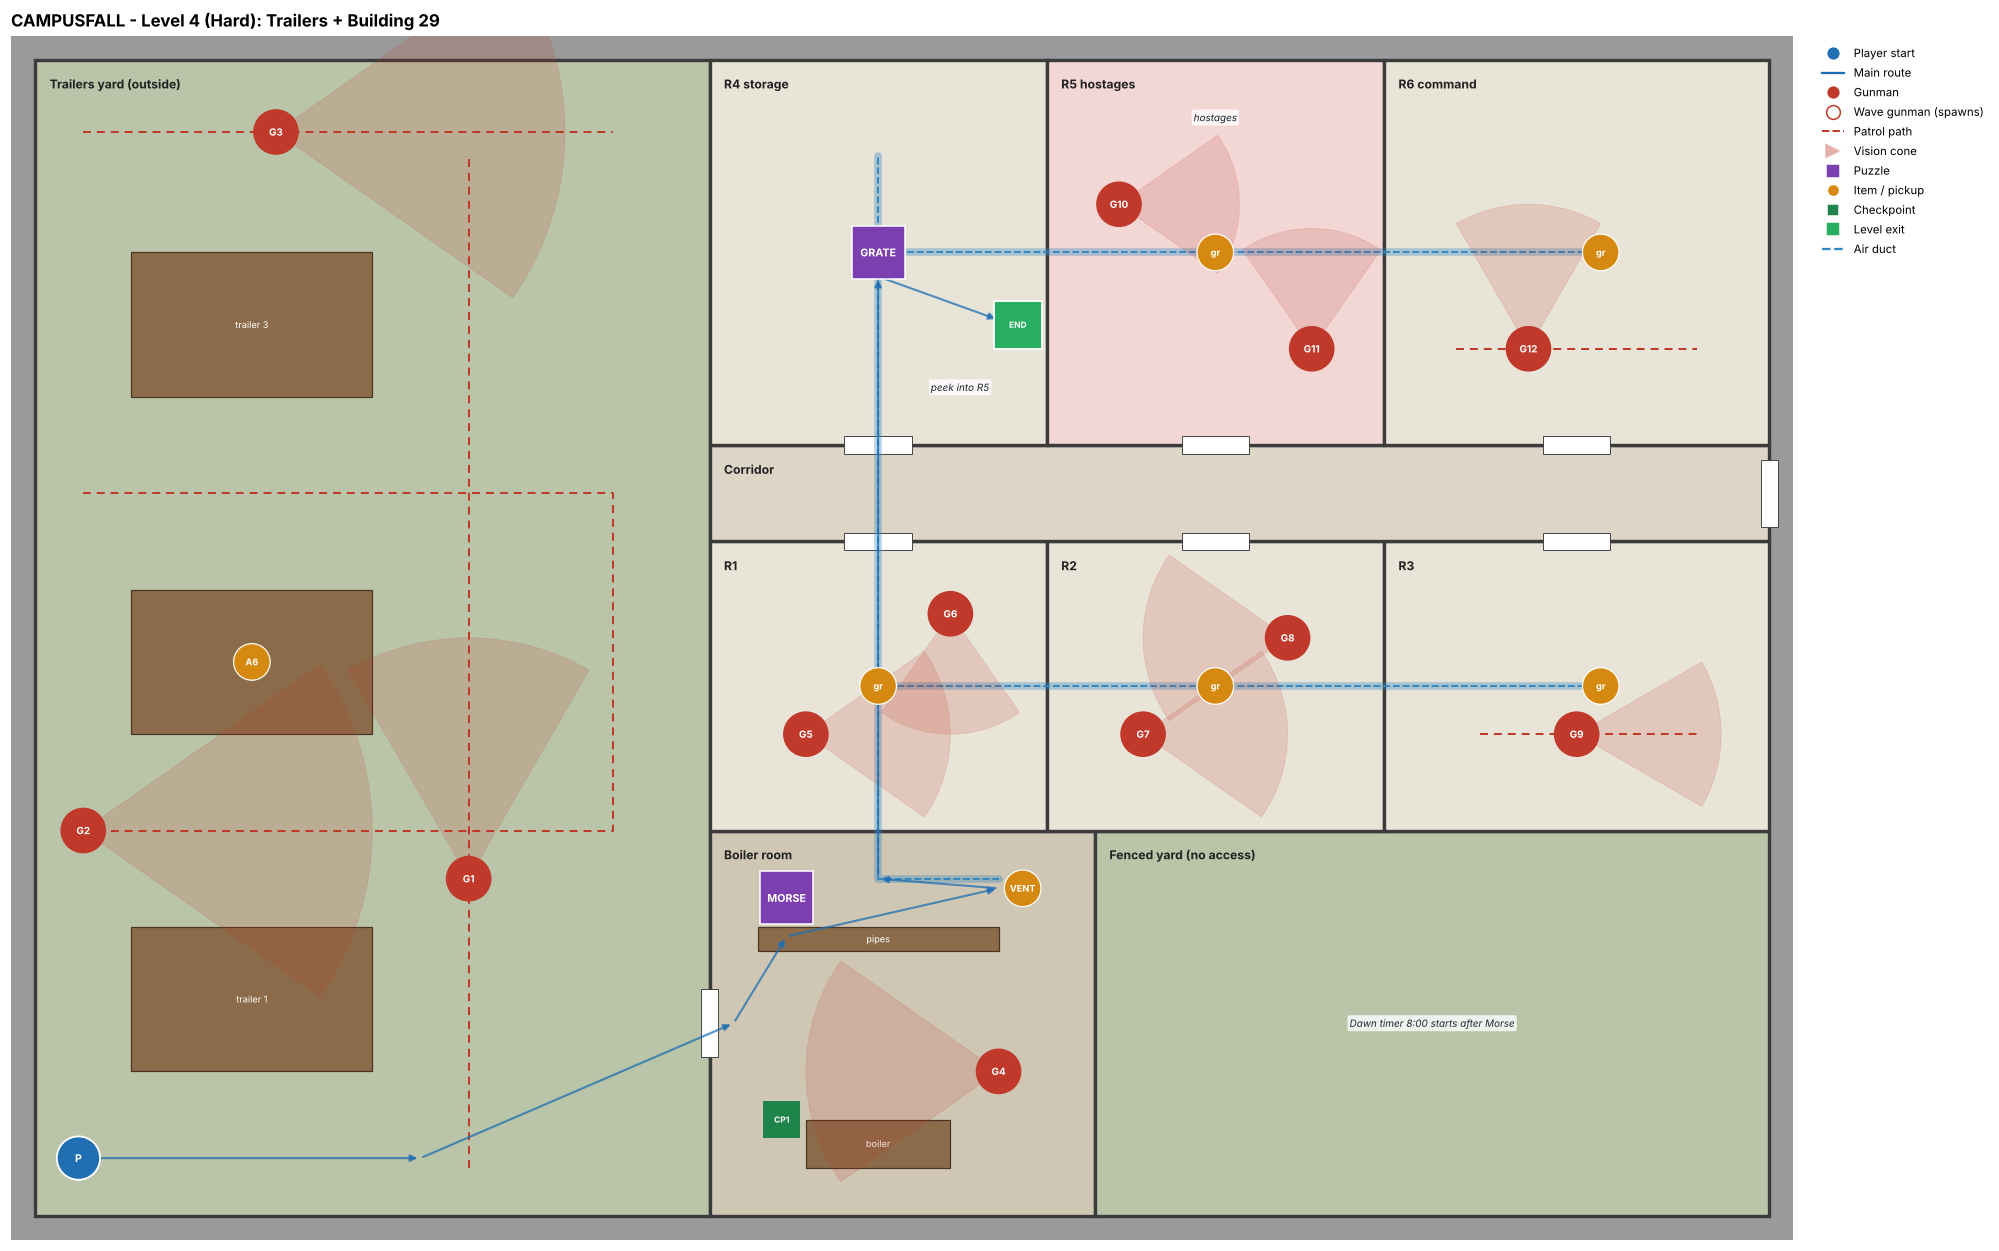 CAMPUSFALL - Level 4 (Hard): Trailers + Building 29
Trailers yard (outside)
G3
trailer 3
A6
G2
G1
trailer 1
P
R4 storage
GRATE
END
peek into R5
R5 hostages
hostages
G10
gr
G11
R6 command
gr
G12
Corridor
R1
G6
gr
G5
R2
G8
gr
G7
R3
gr
G9
Boiler room
MORSE
VENT
pipes
G4
CP1
boiler
Fenced yard (no access)
Dawn timer 8:00 starts after Morse
Player start
Main route
Gunman
Wave gunman (spawns)
Patrol path
Vision cone
Puzzle
Item / pickup
Checkpoint
Level exit
Air duct